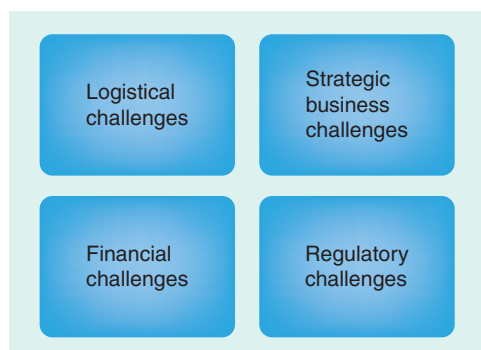 Logistical
challenges
Strategic
business
challenges
Financial
challenges
Regulatory
challenges